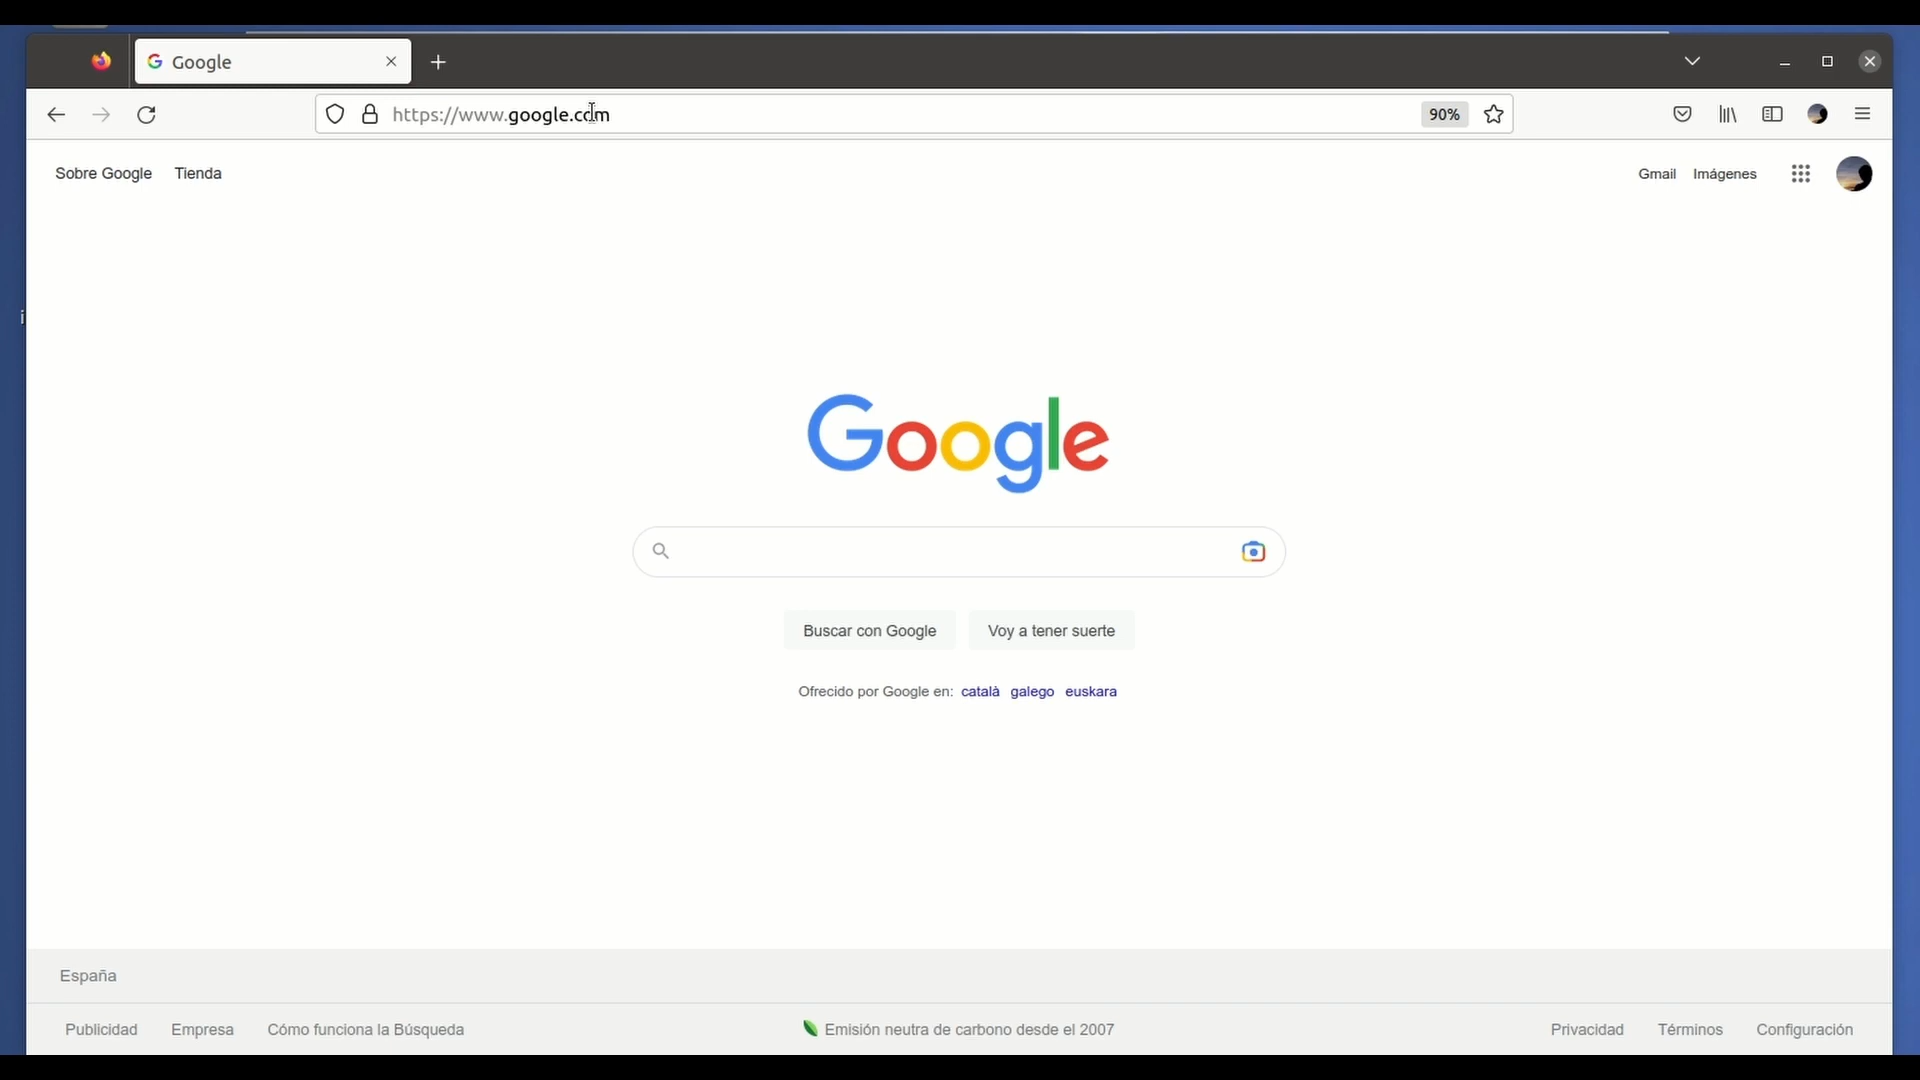 Google
https://www.google.com
90%
Sobre Google Tienda
Gmail Imágenes
Google
Buscar con Google Voy a tener suerte
Ofrecido por Google en: català galego euskara
España
Publicidad Empresa Cómo funciona la Búsqueda
Emisión neutra de carbono desde el 2007
Privacidad Términos Configuración